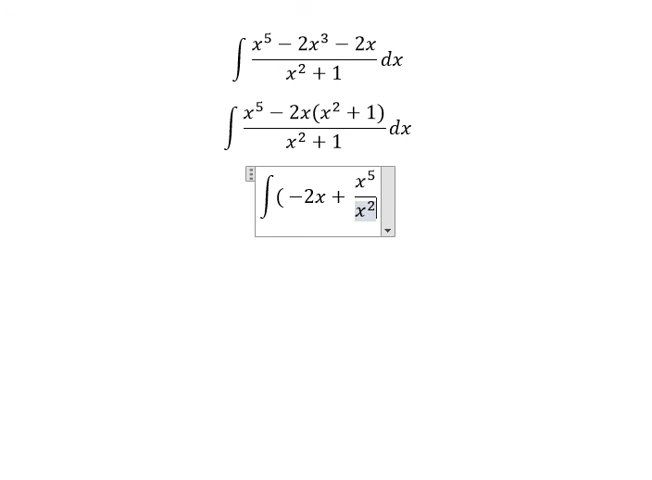 ∫ (x⁵ − 2x³ − 2x)/(x² + 1) dx
∫ (x⁵ − 2x(x² + 1))/(x² + 1) dx
∫(−2x + x⁵/x²